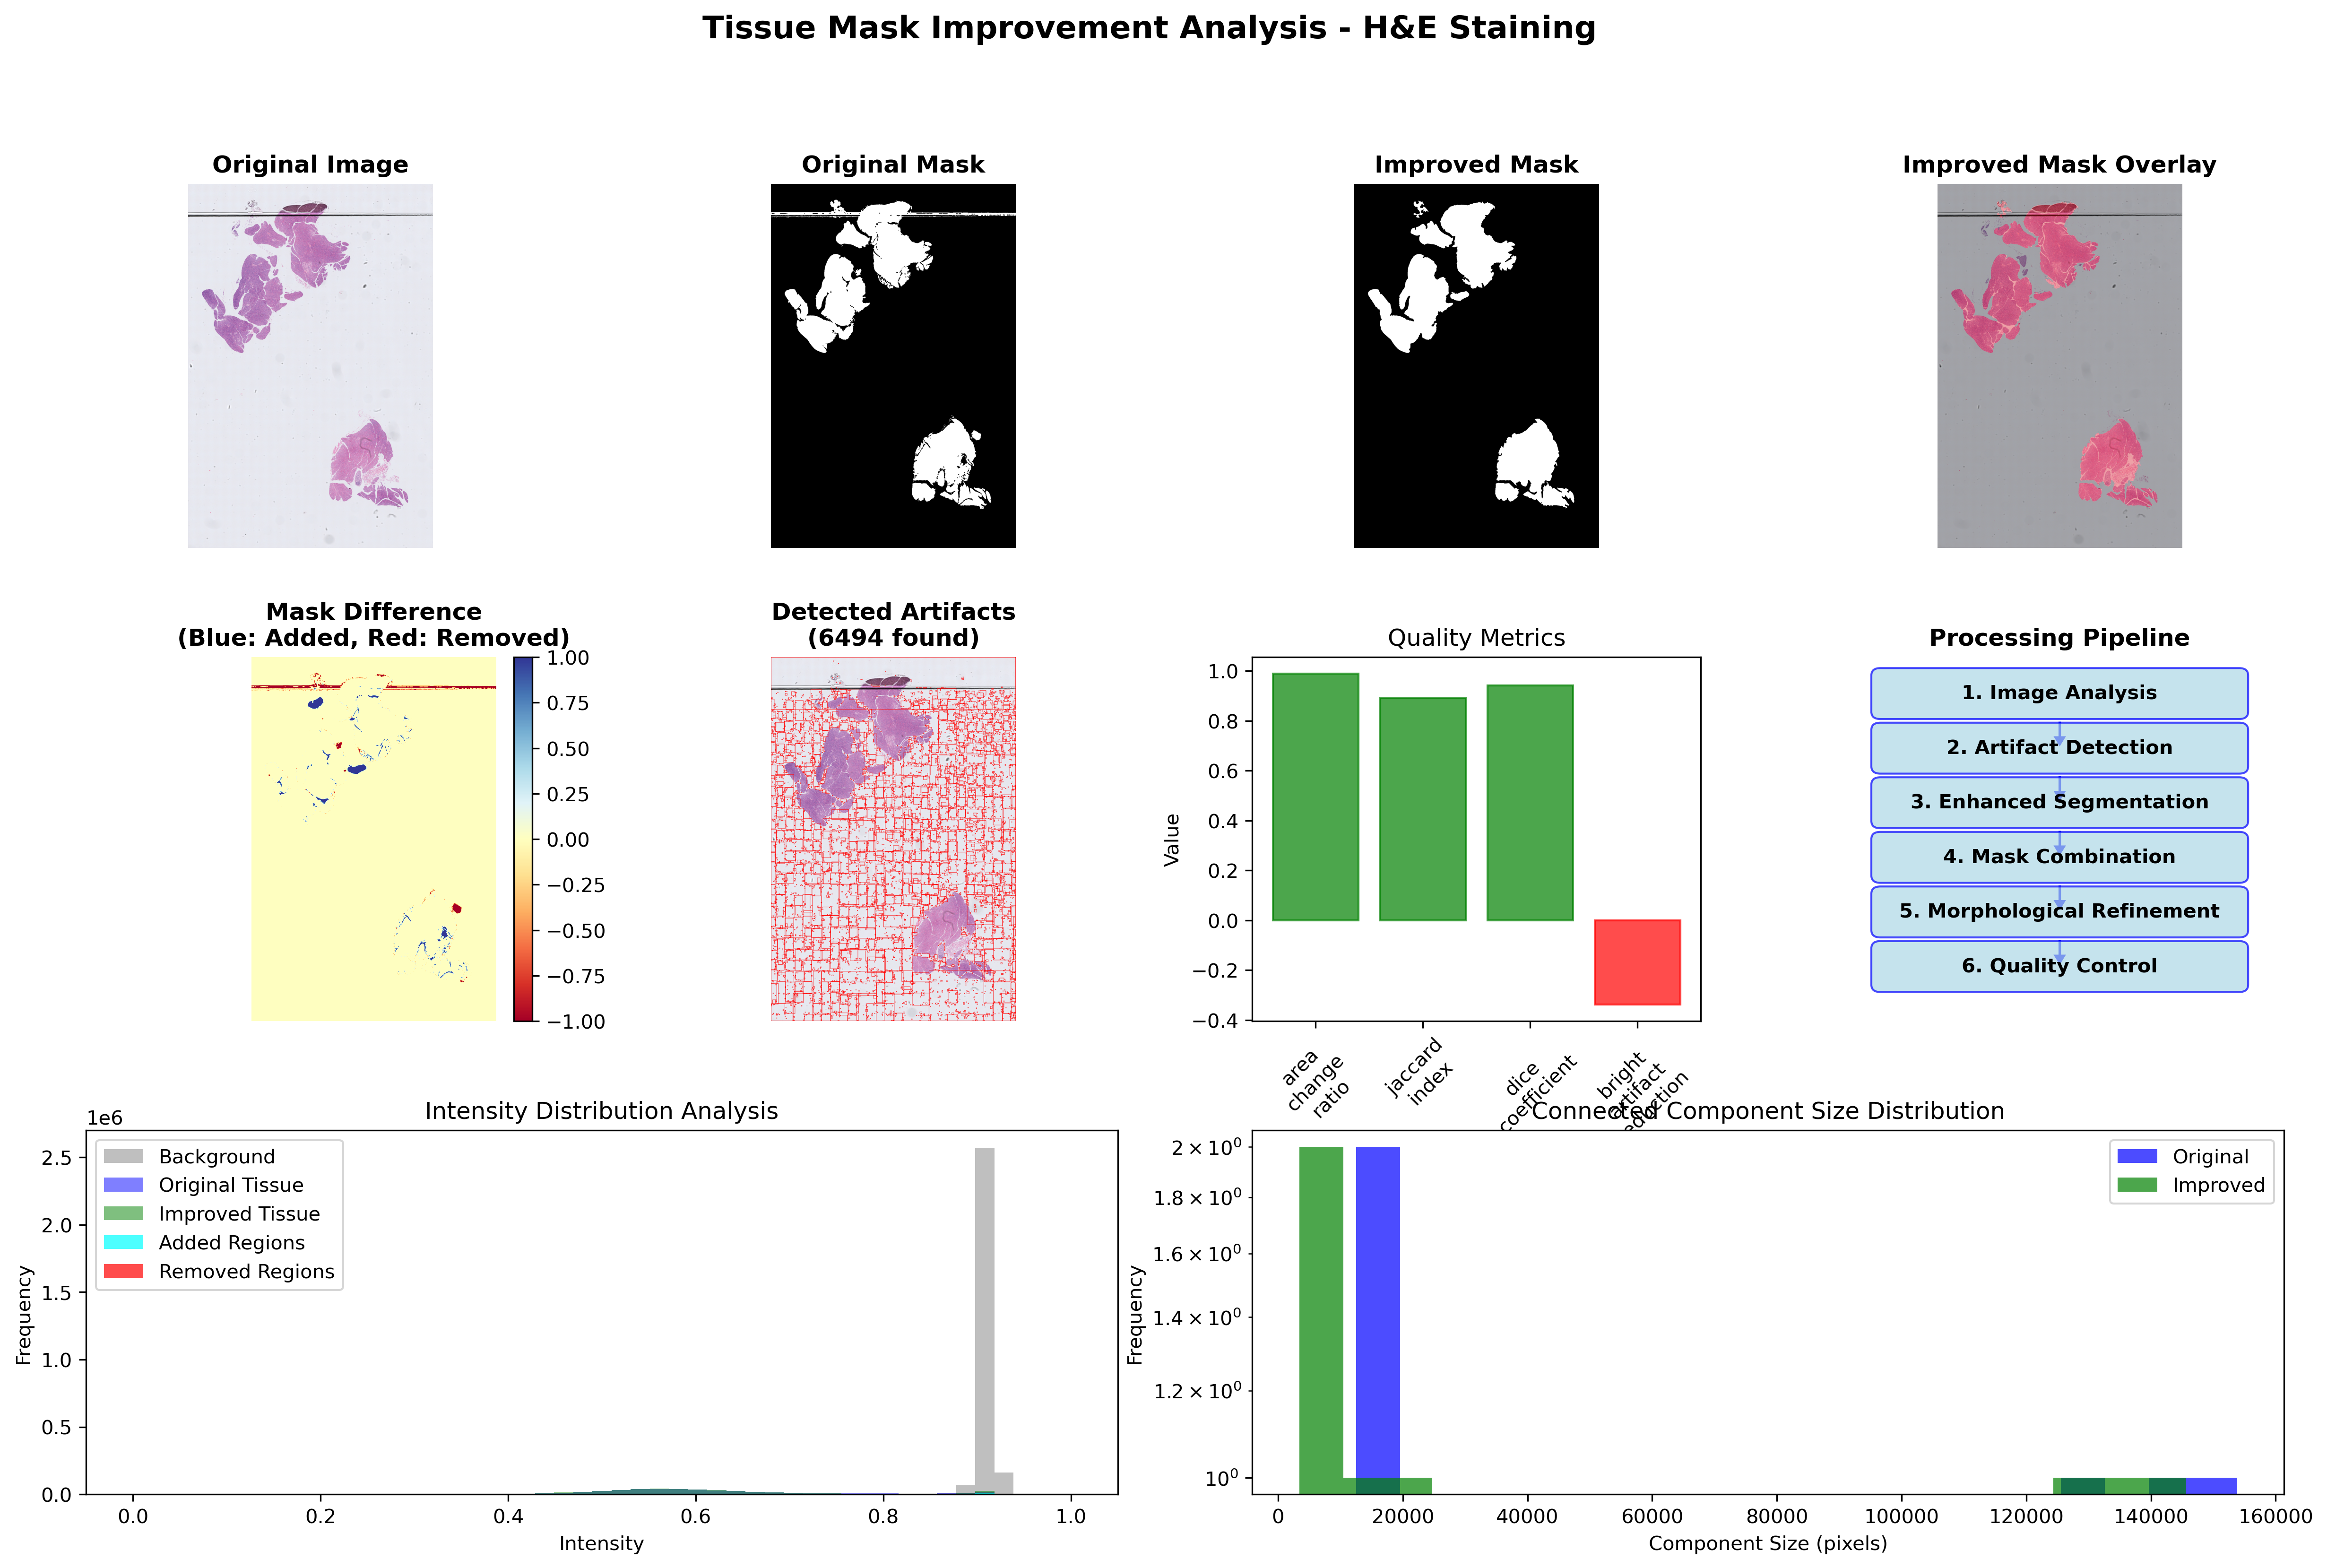 Tissue Mask Improvement Analysis - H&E Staining
Original Image
Original Mask
Improved Mask
Improved Mask Overlay
Mask Difference
(Blue: Added, Red: Removed)
1.00
0.75
0.50
0.25
0.00
−0.25
−0.50
−0.75
−1.00
Detected Artifacts
(6494 found)
Quality Metrics
Value
1.0
0.8
0.6
0.4
0.2
0.0
−0.2
−0.4
area
change
ratio
jaccard
index
dice
coefficient
bright
artifact
Processing Pipeline
1. Image Analysis
2. Artifact Detection
3. Enhanced Segmentation
4. Mask Combination
5. Morphological Refinement
6. Quality Control
Intensity Distribution Analysis
1e6
Frequency
2.5
2.0
1.5
1.0
0.5
0.0
Background
Original Tissue
Improved Tissue
Added Regions
Removed Regions
0.0 0.2 0.4 0.6 0.8 1.0
Intensity
Connected Component Size Distribution
Frequency
2 × 10⁰
1.8 × 10⁰
1.6 × 10⁰
1.4 × 10⁰
1.2 × 10⁰
10⁰
Original
Improved
0 20000 40000 60000 80000 100000 120000 140000 160000
Component Size (pixels)